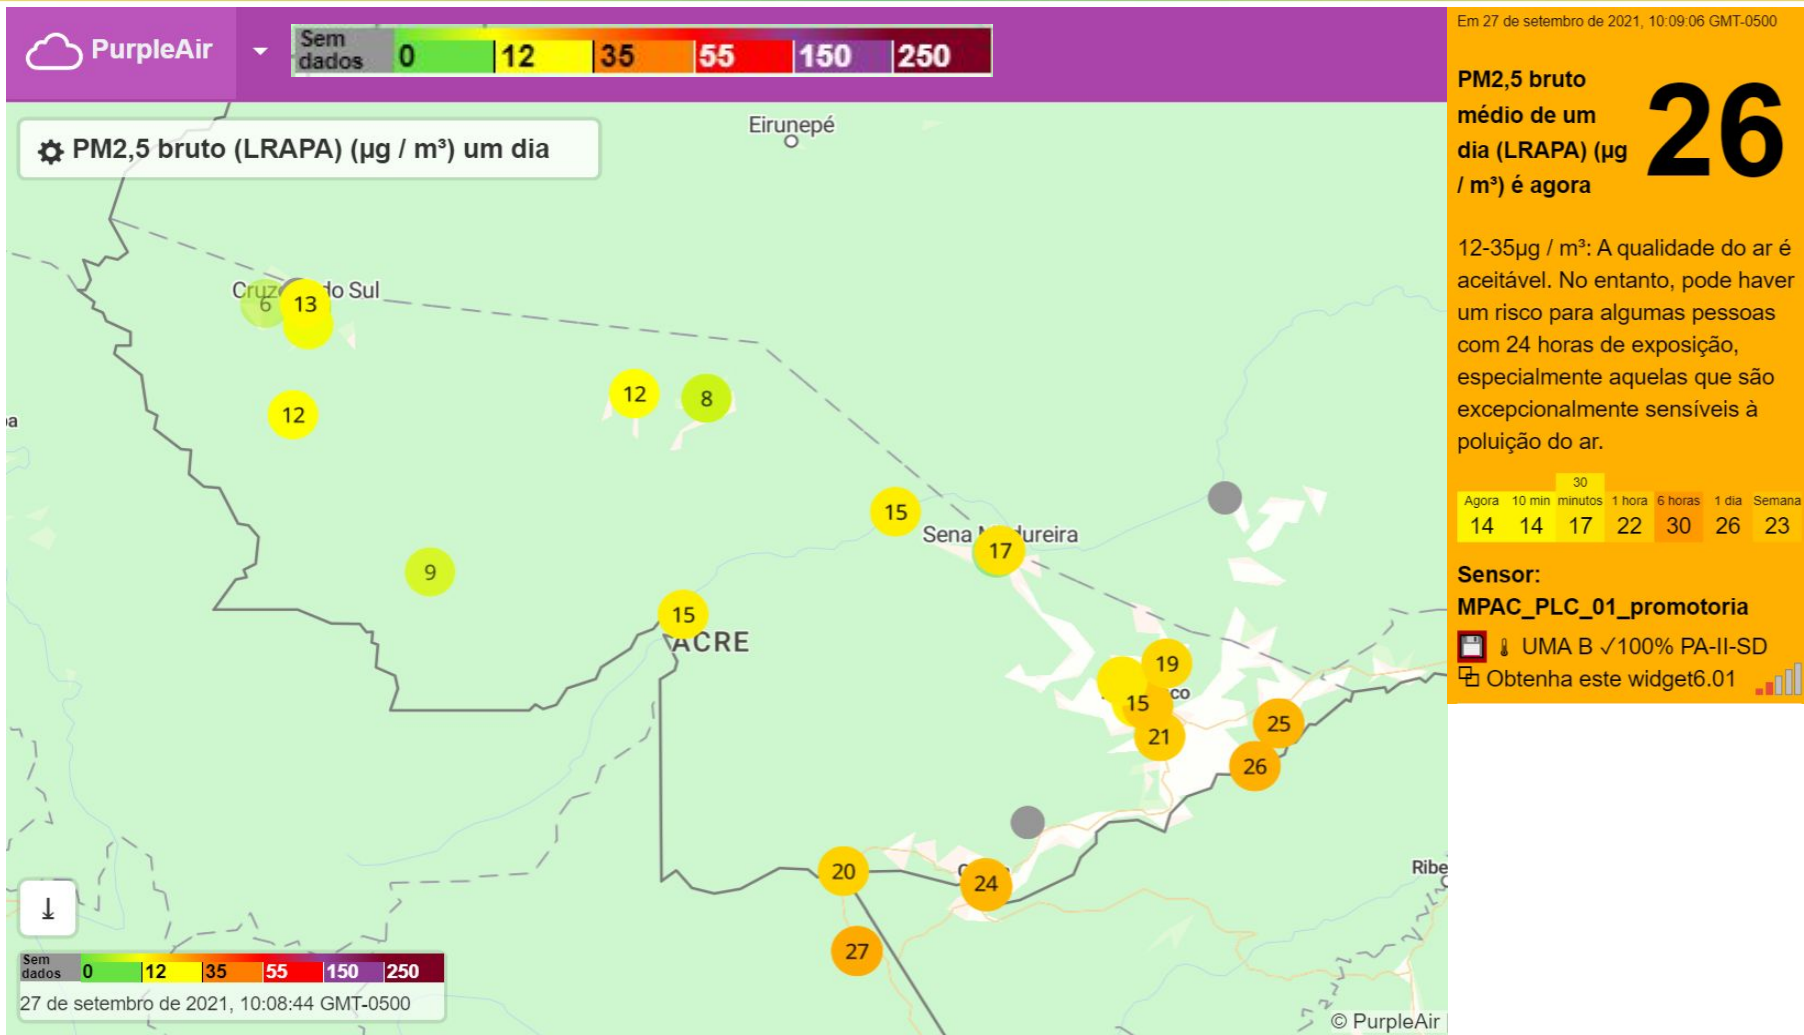 PurpleAir
Sem
dados 0 12 35 55 150 250
PM2,5 bruto (LRAPA) (µg / m³) um dia
Eirunepé
do Sul
6 13
12
12 8
9
15
Sena
17
15
ACRE
19
15
21
25
26
20
24
27
Ribe
Sem
dados 0 12 35 55 150 250
27 de setembro de 2021, 10:08:44 GMT-0500
© PurpleAir
Em 27 de setembro de 2021, 10:09:06 GMT-0500
PM2,5 bruto
médio de um
dia (LRAPA) (µg
/ m³) é agora
26
12-35µg / m³: A qualidade do ar é
aceitável. No entanto, pode haver
um risco para algumas pessoas
com 24 horas de exposição,
especialmente aquelas que são
excepcionalmente sensíveis à
poluição do ar.
30
Agora 10 min minutos 1 hora 6 horas 1 dia Semana
14 14 17 22 30 26 23
Sensor:
MPAC_PLC_01_promotoria
UMA B ✓100% PA-II-SD
Obtenha este widget6.01